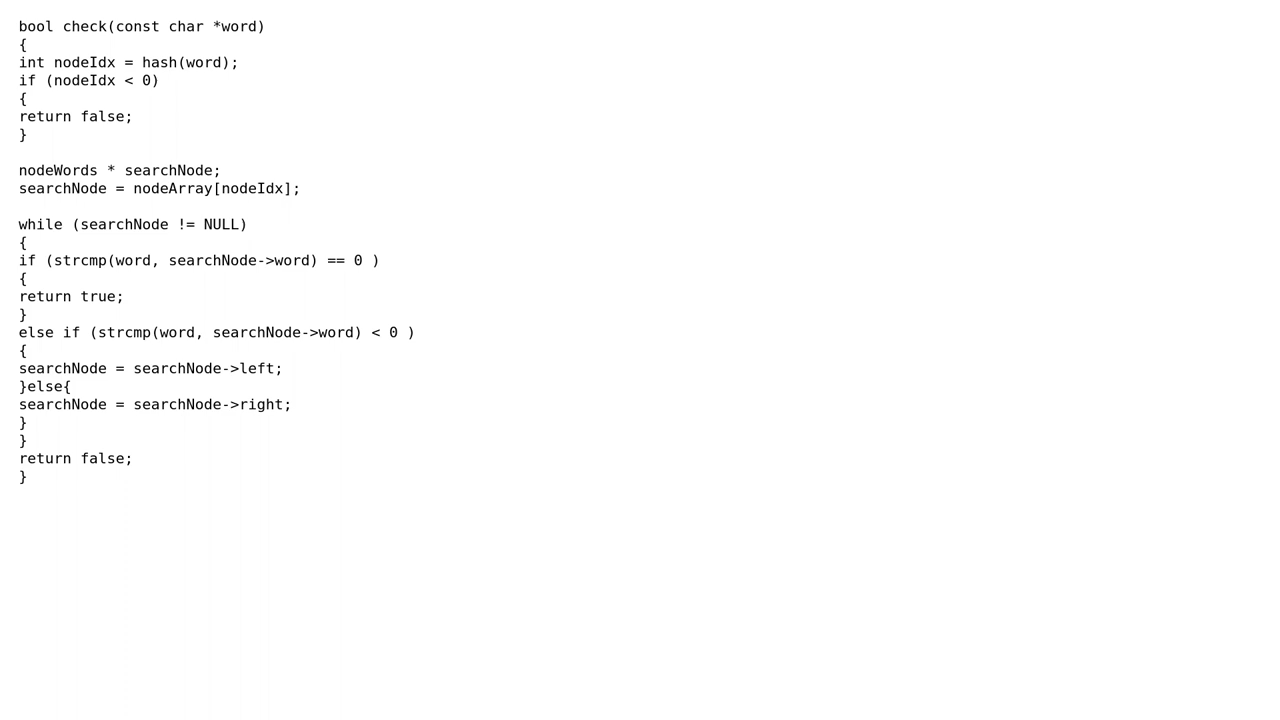 bool check(const char *word)
{
int nodeIdx = hash(word);
if (nodeIdx < 0)
{
return false;
}

nodeWords * searchNode;
searchNode = nodeArray[nodeIdx];

while (searchNode != NULL)
{
if (strcmp(word, searchNode->word) == 0 )
{
return true;
}
else if (strcmp(word, searchNode->word) < 0 )
{
searchNode = searchNode->left;
}else{
searchNode = searchNode->right;
}
}
return false;
}